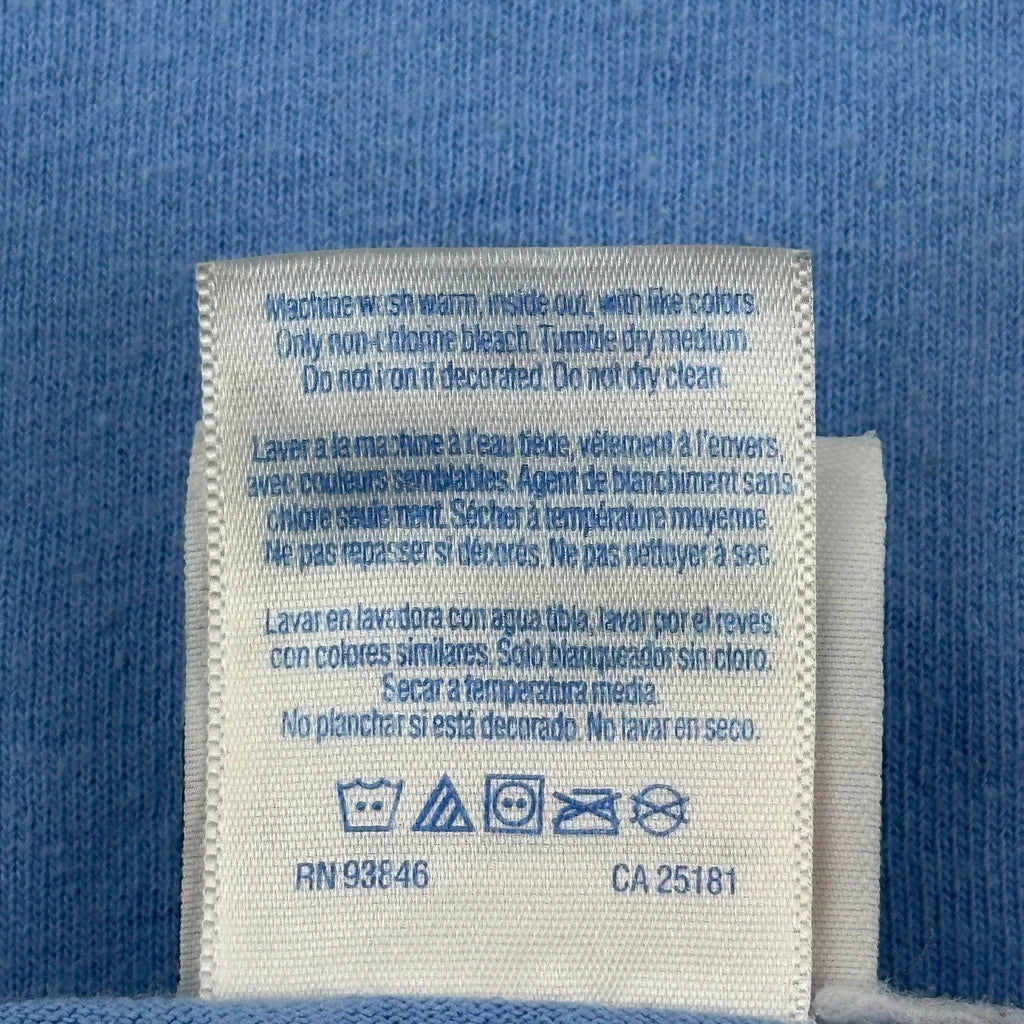 Machine wash warm, inside out, with like colors
Only non-chlorine bleach. Tumble dry medium.
Do not iron if decorated. Do not dry clean.
Laver a la machine à l'eau tiède, vêtement à l'envers,
avec couleurs semblables. Agent de blanchiment sans
chlore seulement. Sécher à température moyenne.
Ne pas repasser si décorés. Ne pas nettoyer à sec.
Lavar en lavadora con agua tibia, lavar por el reves,
con colores similares. Solo blanqueador sin cloro.
Secar a temperatura media.
No planchar si está decorado. No lavar en seco.
RN 93846 CA 25181